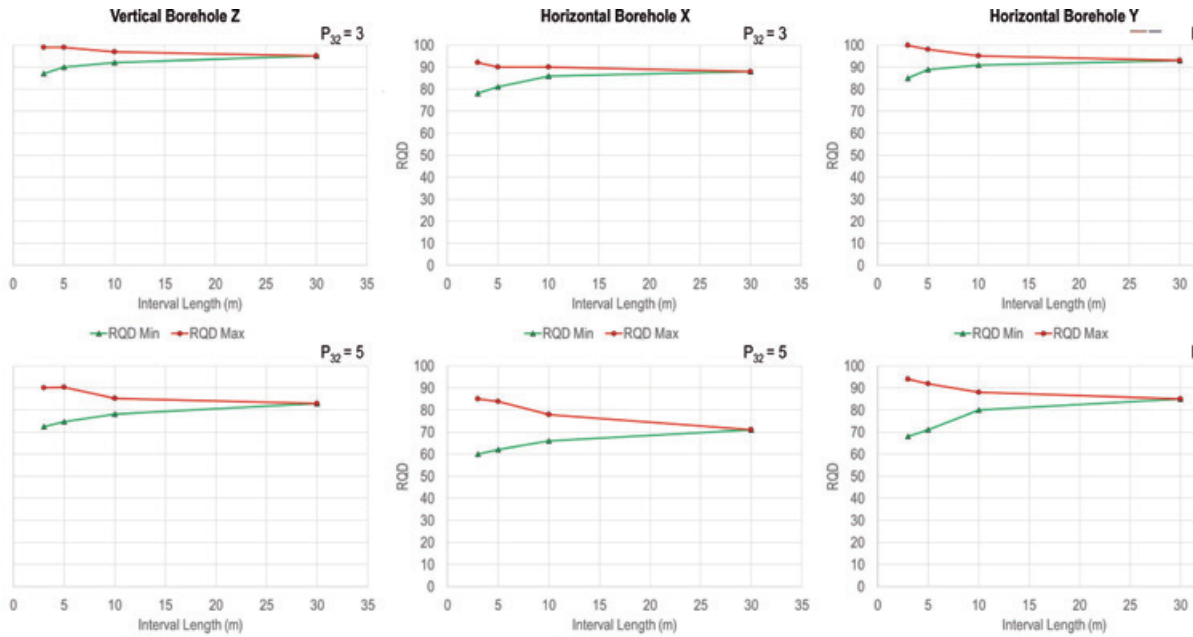 Vertical Borehole Z
P32 = 3
0 5 10 15 20 25 30 35
Interval Length (m)
RQD Min RQD Max
Horizontal Borehole X
P32 = 3
100
90
80
70
60
50
40
30
20
10
0
RQD
0 5 10 15 20 25 30 35
Interval Length (m)
RQD Min RQD Max
Horizontal Borehole Y
100
90
80
70
60
50
40
30
20
10
0
RQD
0 5 10 15 20 25 30
Interval Length (m)
RQD Min RQD Max
P32 = 5
0 5 10 15 20 25 30 35
Interval Length (m)
P32 = 5
100
90
80
70
60
50
40
30
20
10
0
RQD
0 5 10 15 20 25 30 35
Interval Length (m)
100
90
80
70
60
50
40
30
20
10
0
RQD
0 5 10 15 20 25 30
Interval Length (m)